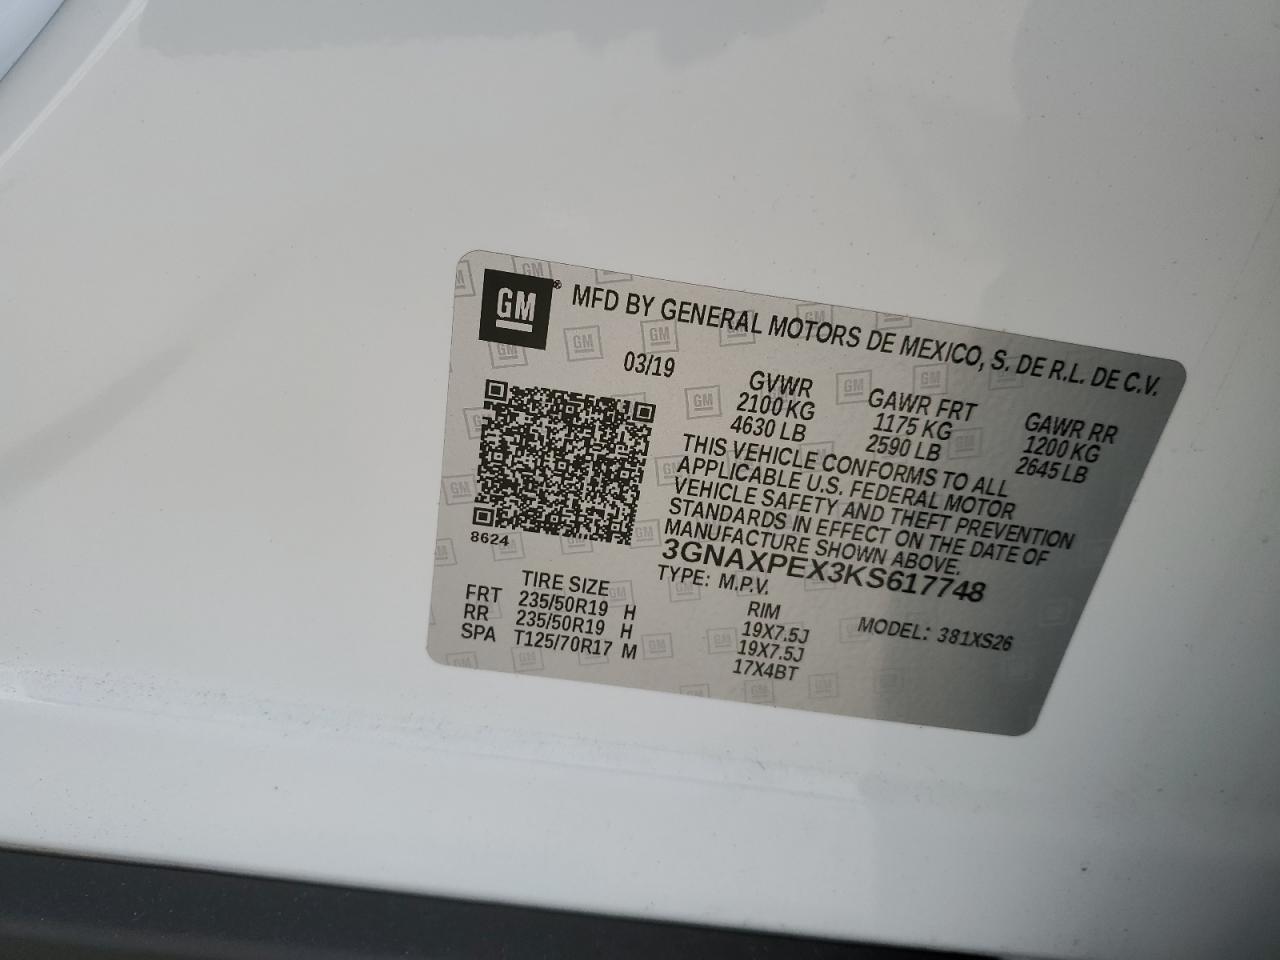 GM® MFD BY GENERAL MOTORS DE MEXICO, S. DE R.L. DE C.V.
03/19
GVWR GAWR FRT GAWR RR
2100 KG 1175 KG 1200 KG
4630 LB 2590 LB 2645 LB
THIS VEHICLE CONFORMS TO ALL
APPLICABLE U.S. FEDERAL MOTOR
VEHICLE SAFETY AND THEFT PREVENTION
STANDARDS IN EFFECT ON THE DATE OF
MANUFACTURE SHOWN ABOVE.
8624
3GNAXPEX3KS617748
TYPE: M.P.V.
MODEL: 381XS26
TIRE SIZE RIM
FRT 235/50R19 H 19X7.5J
RR 235/50R19 H 19X7.5J
SPA T125/70R17 M 17X4BT